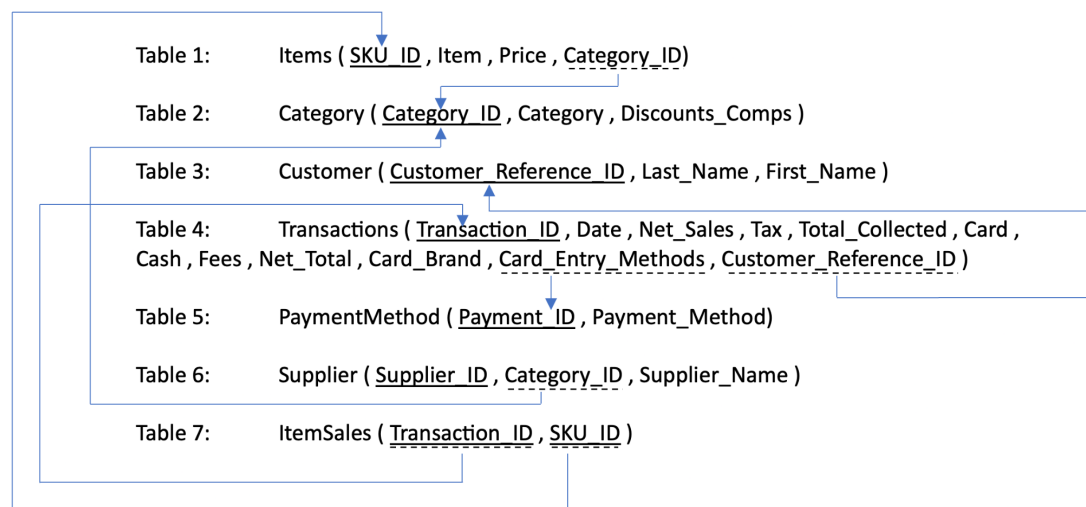 Table 1: Items ( SKU_ID , Item , Price , Category_ID)
Table 2: Category ( Category_ID , Category , Discounts_Comps )
Table 3: Customer ( Customer_Reference_ID , Last_Name , First_Name )
Table 4: Transactions ( Transaction_ID , Date , Net_Sales , Tax , Total_Collected , Card ,
Cash , Fees , Net_Total , Card_Brand , Card_Entry_Methods , Customer_Reference_ID )
Table 5: PaymentMethod ( Payment_ID , Payment_Method)
Table 6: Supplier ( Supplier_ID , Category_ID , Supplier_Name )
Table 7: ItemSales ( Transaction_ID , SKU_ID )